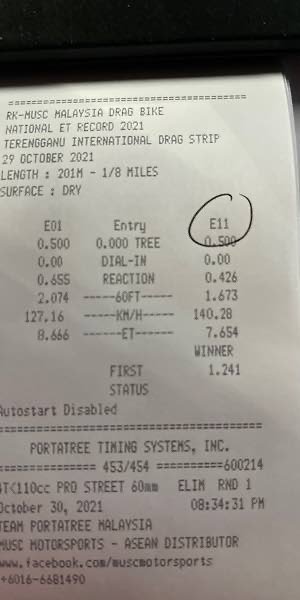 ========================================
RK-MUSC MALAYSIA DRAG BIKE
NATIONAL ET RECORD 2021
TERENGGANU INTERNATIONAL DRAG STRIP
29 OCTOBER 2021
LENGTH : 201M - 1/8 MILES
SURFACE : DRY
E01 Entry E11
0.500 0.000 TREE 0.500
0.00 DIAL-IN 0.00
0.655 REACTION 0.426
2.074 -----60FT----- 1.673
127.16 -----KM/H----- 140.28
8.666 ------ET------ 7.654
WINNER
FIRST 1.241
STATUS
Autostart Disabled
========================================
PORTATREE TIMING SYSTEMS, INC.
============== 453/454 ==========600214
4T<110cc PRO STREET 60mm ELIM RND 1
October 30, 2021 08:34:31 PM
TEAM PORTATREE MALAYSIA
MUSC MOTORSPORTS - ASEAN DISTRIBUTOR
www.facebook.com/muscmotorsports
+6016-6681490